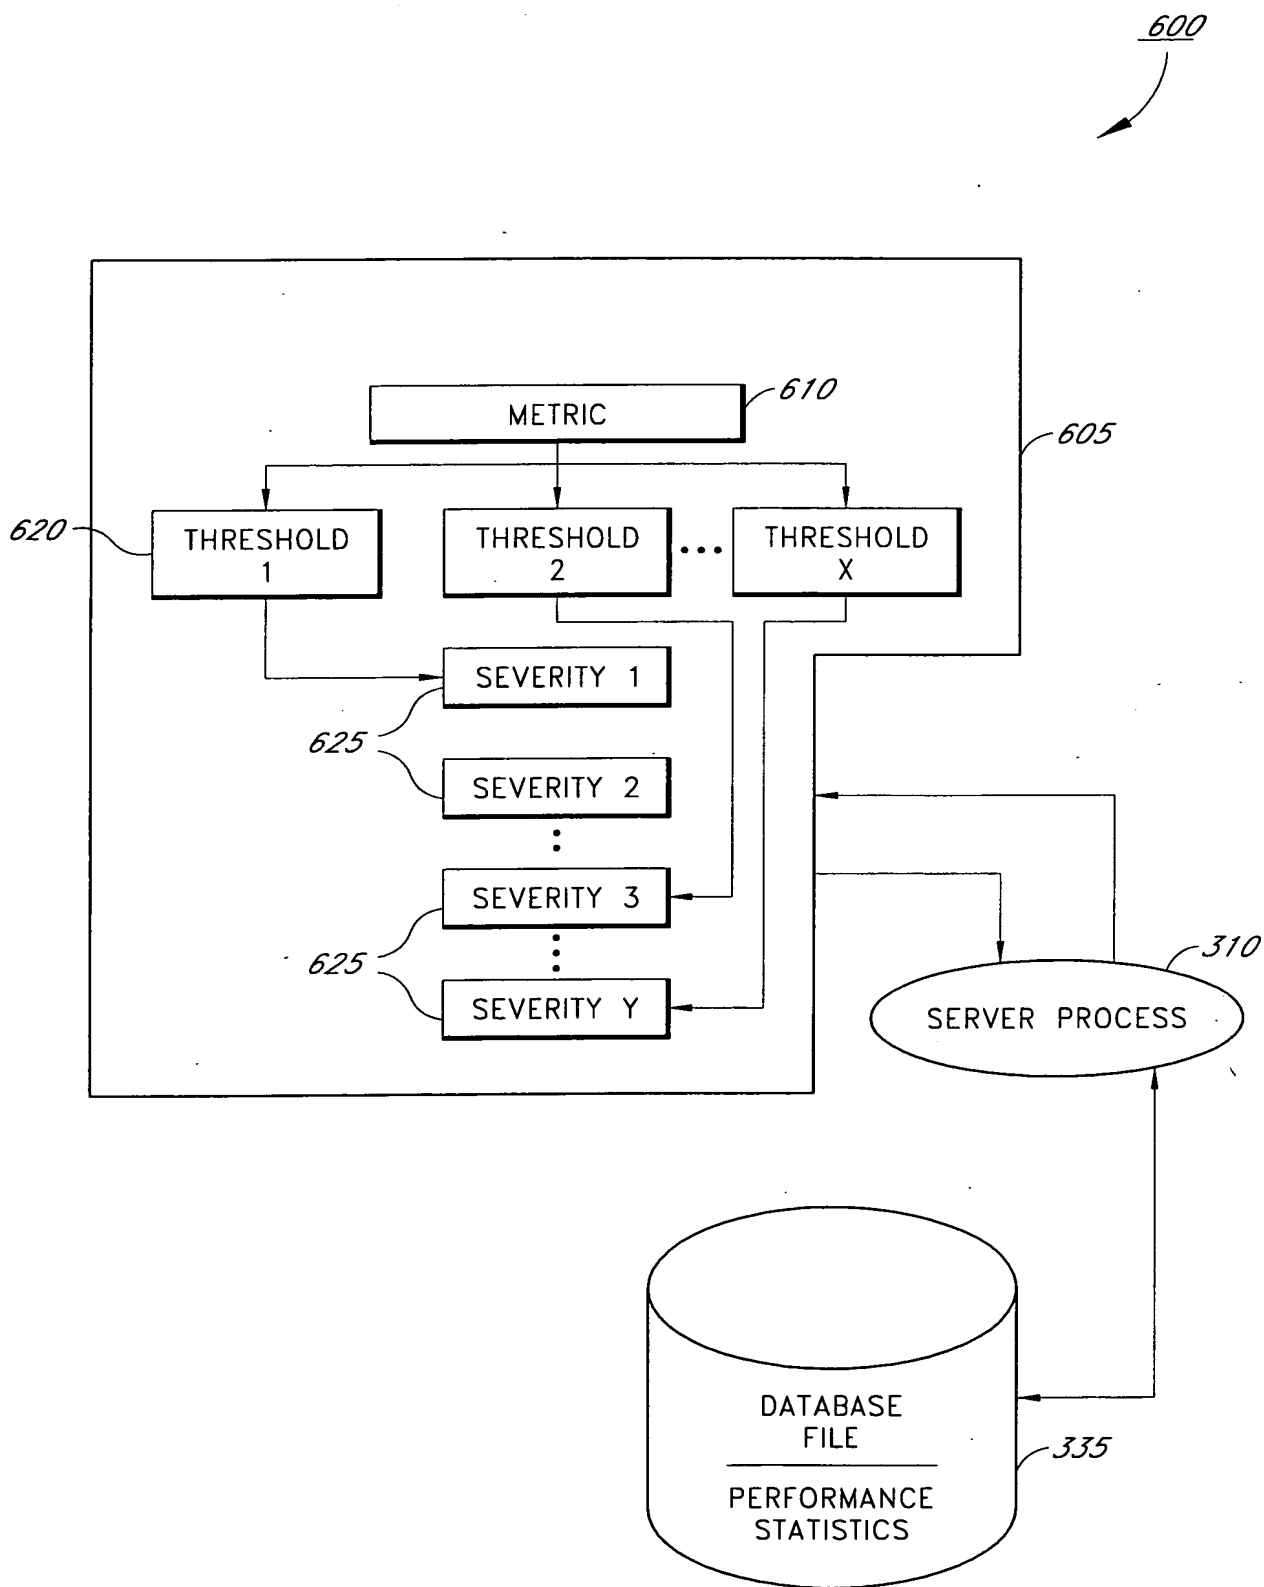 600
METRIC
610
605
620
THRESHOLD
1
THRESHOLD
2
THRESHOLD
X
SEVERITY 1
625
SEVERITY 2
SEVERITY 3
625
SEVERITY Y
310
SERVER PROCESS
DATABASE
FILE
335
PERFORMANCE
STATISTICS